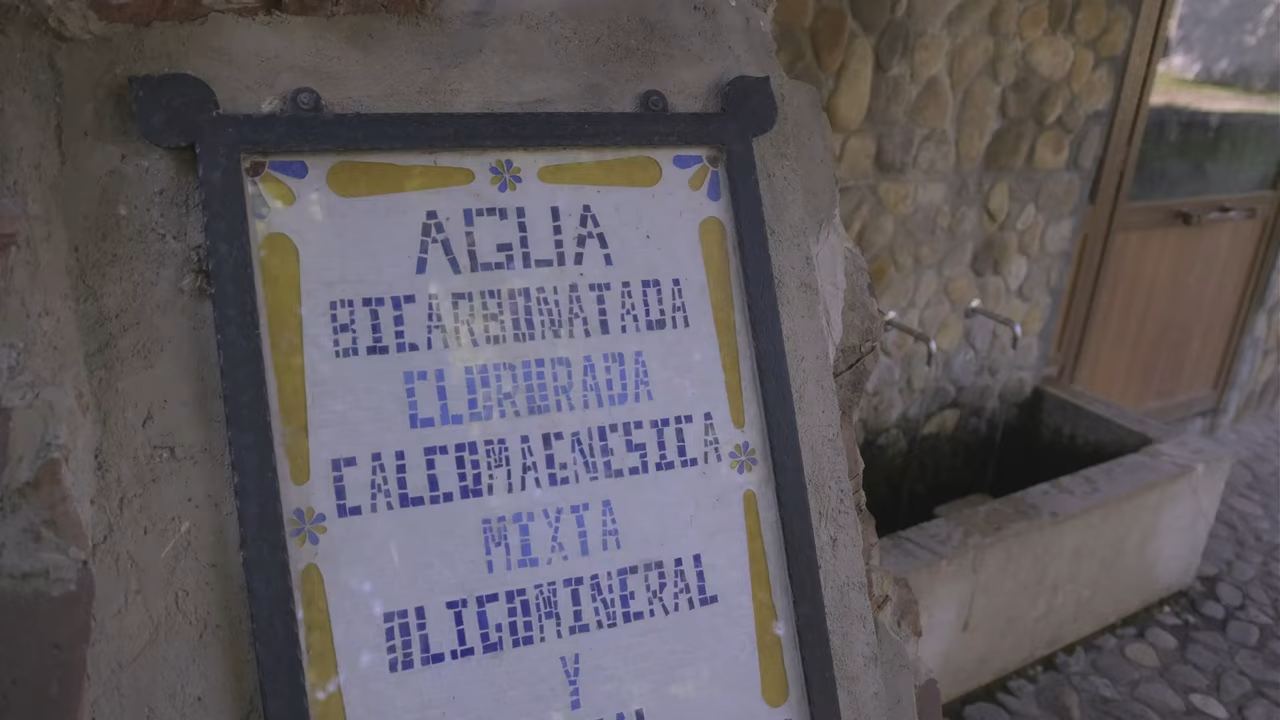 AGUA
BICARBONATADA
CLORURADA
CALCOMAGNESICA
MIXTA
OLIGOMINERAL
Y